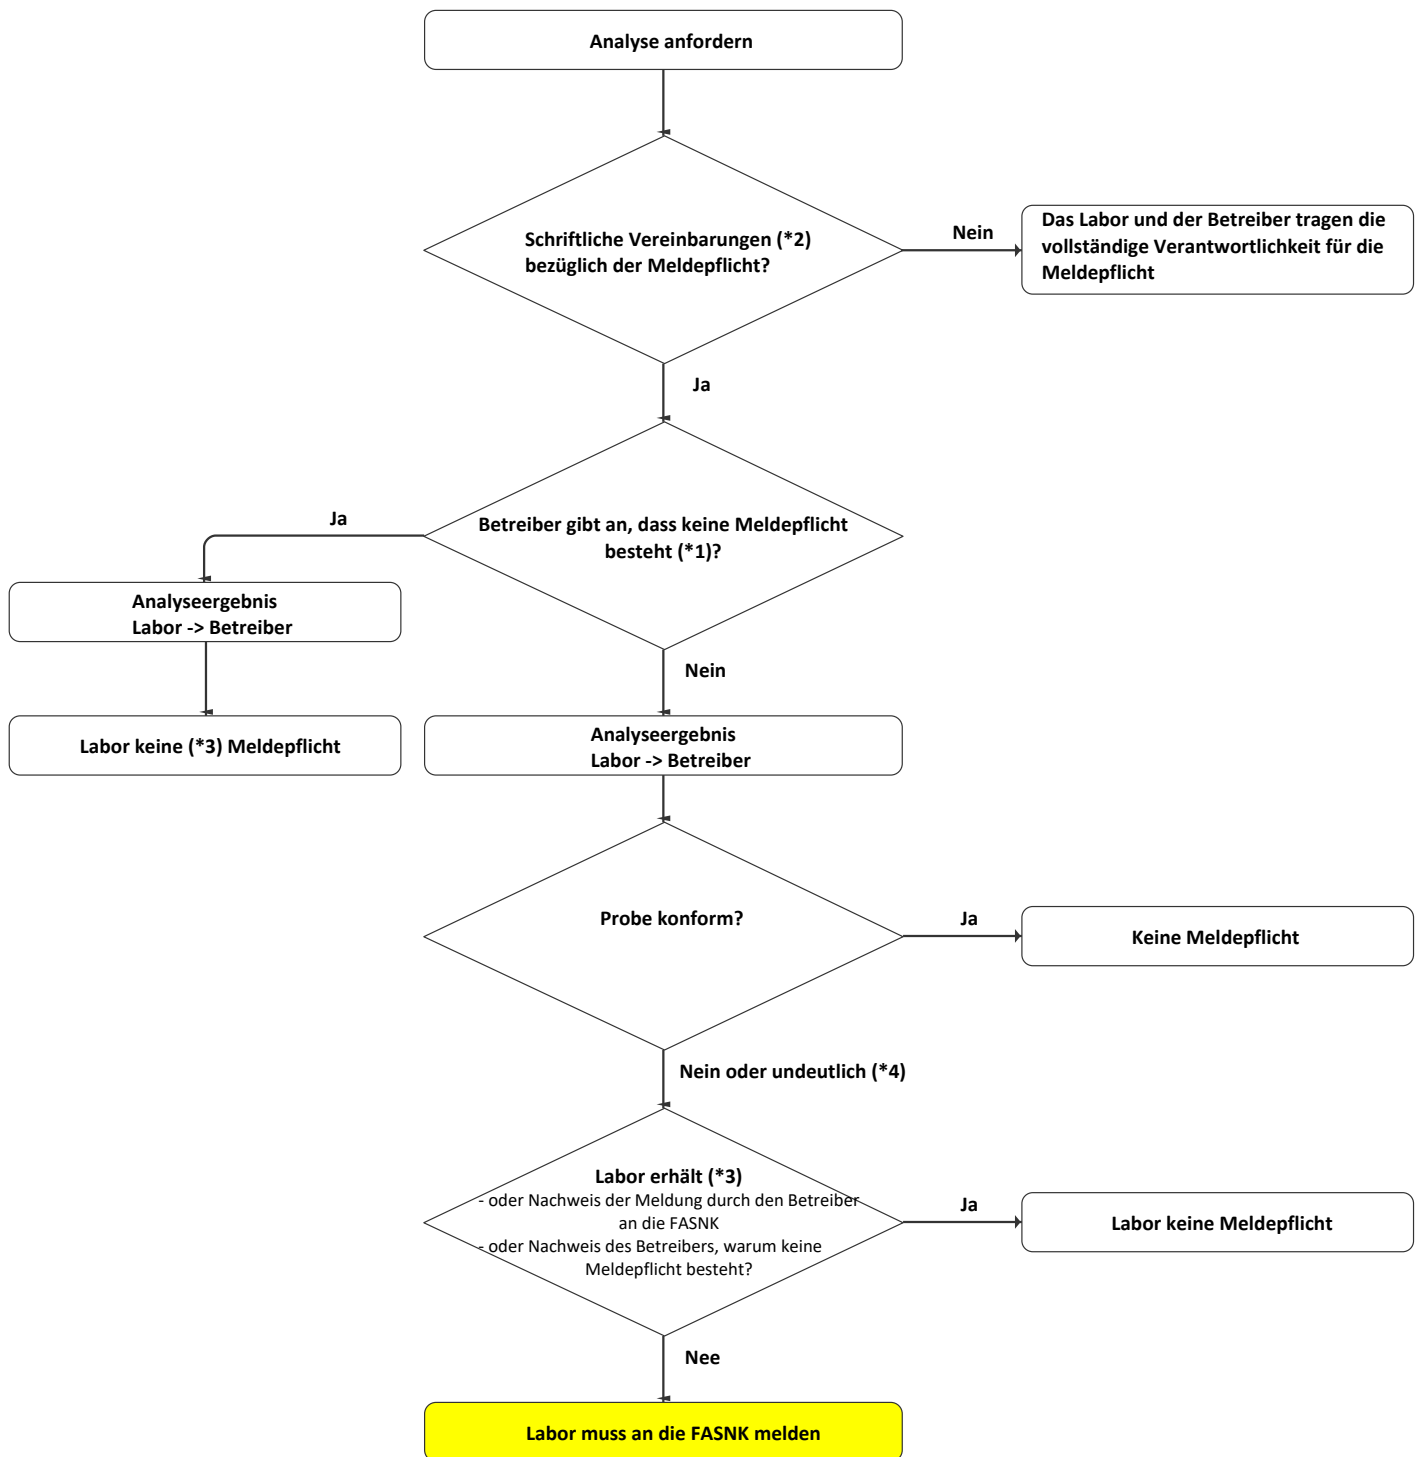 Analyse anfordern
Schriftliche Vereinbarungen (*2)
bezüglich der Meldepflicht?
Nein
Das Labor und der Betreiber tragen die
vollständige Verantwortlichkeit für die
Meldepflicht
Ja
Betreiber gibt an, dass keine Meldepflicht
besteht (*1)?
Ja
Analyseergebnis
Labor -> Betreiber
Labor keine (*3) Meldepflicht
Nein
Analyseergebnis
Labor -> Betreiber
Probe konform?
Ja
Keine Meldepflicht
Nein oder undeutlich (*4)
Labor erhält (*3)
- oder Nachweis der Meldung durch den Betreiber
an die FASNK
- oder Nachweis des Betreibers, warum keine
Meldepflicht besteht?
Ja
Labor keine Meldepflicht
Nee
Labor muss an die FASNK melden